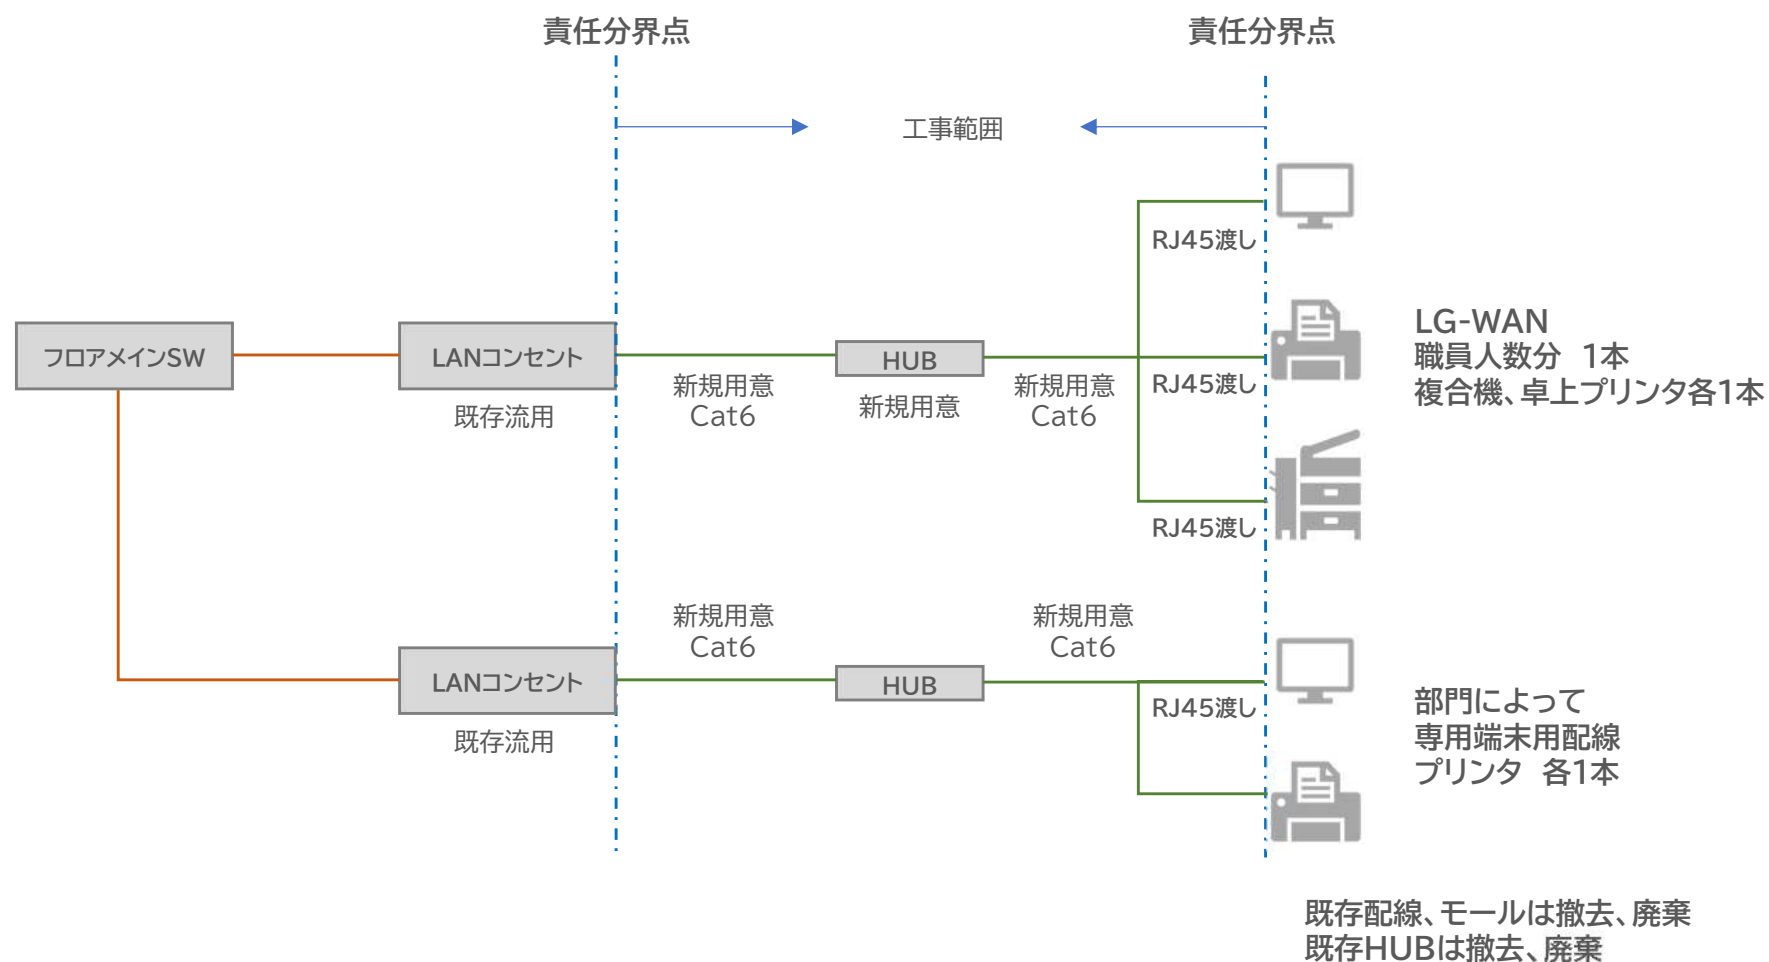 責任分界点
責任分界点
工事範囲
RJ45渡し
フロアメインSW
LANコンセント
既存流用
新規用意
Cat6
HUB
新規用意
新規用意
Cat6
RJ45渡し
RJ45渡し
LG-WAN
職員人数分 1本
複合機、卓上プリンタ各1本
新規用意
Cat6
新規用意
Cat6
LANコンセント
既存流用
HUB
RJ45渡し
部門によって
専用端末用配線
プリンタ 各1本
既存配線、モールは撤去、廃棄
既存HUBは撤去、廃棄